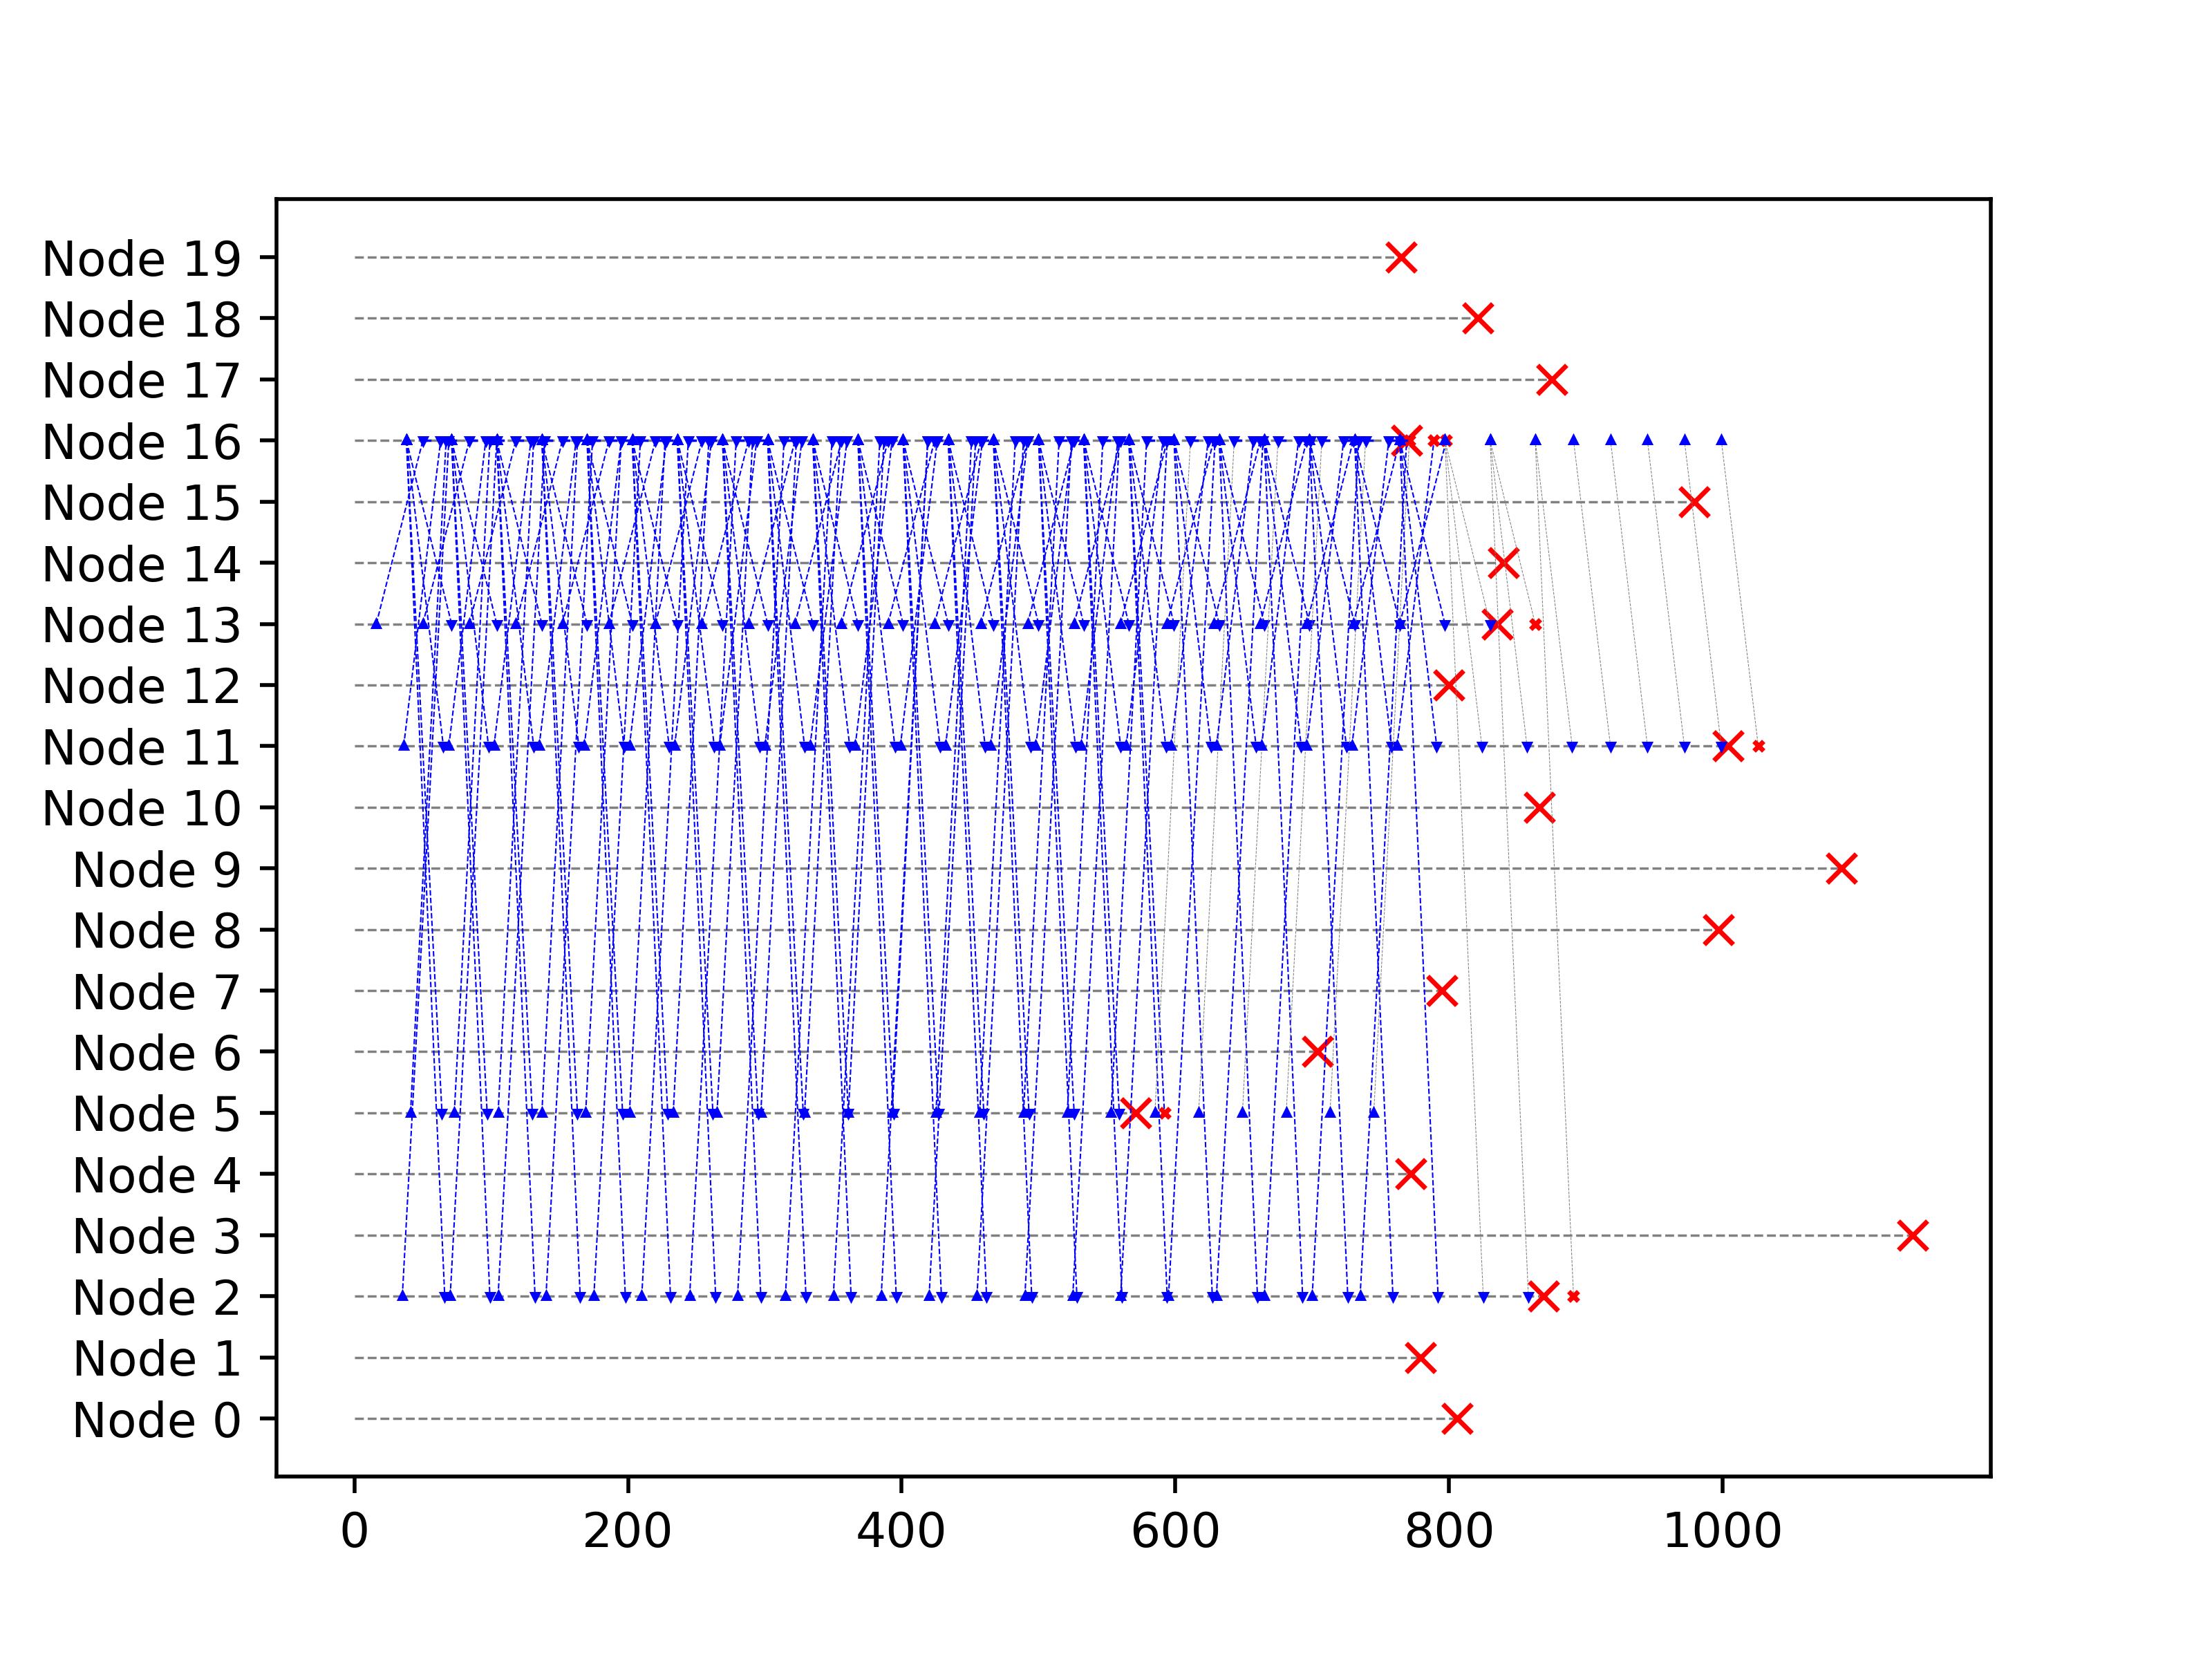 Node 19
Node 18
Node 17
Node 16
Node 15
Node 14
Node 13
Node 12
Node 11
Node 10
Node 9
Node 8
Node 7
Node 6
Node 5
Node 4
Node 3
Node 2
Node 1
Node 0
0 200 400 600 800 1000